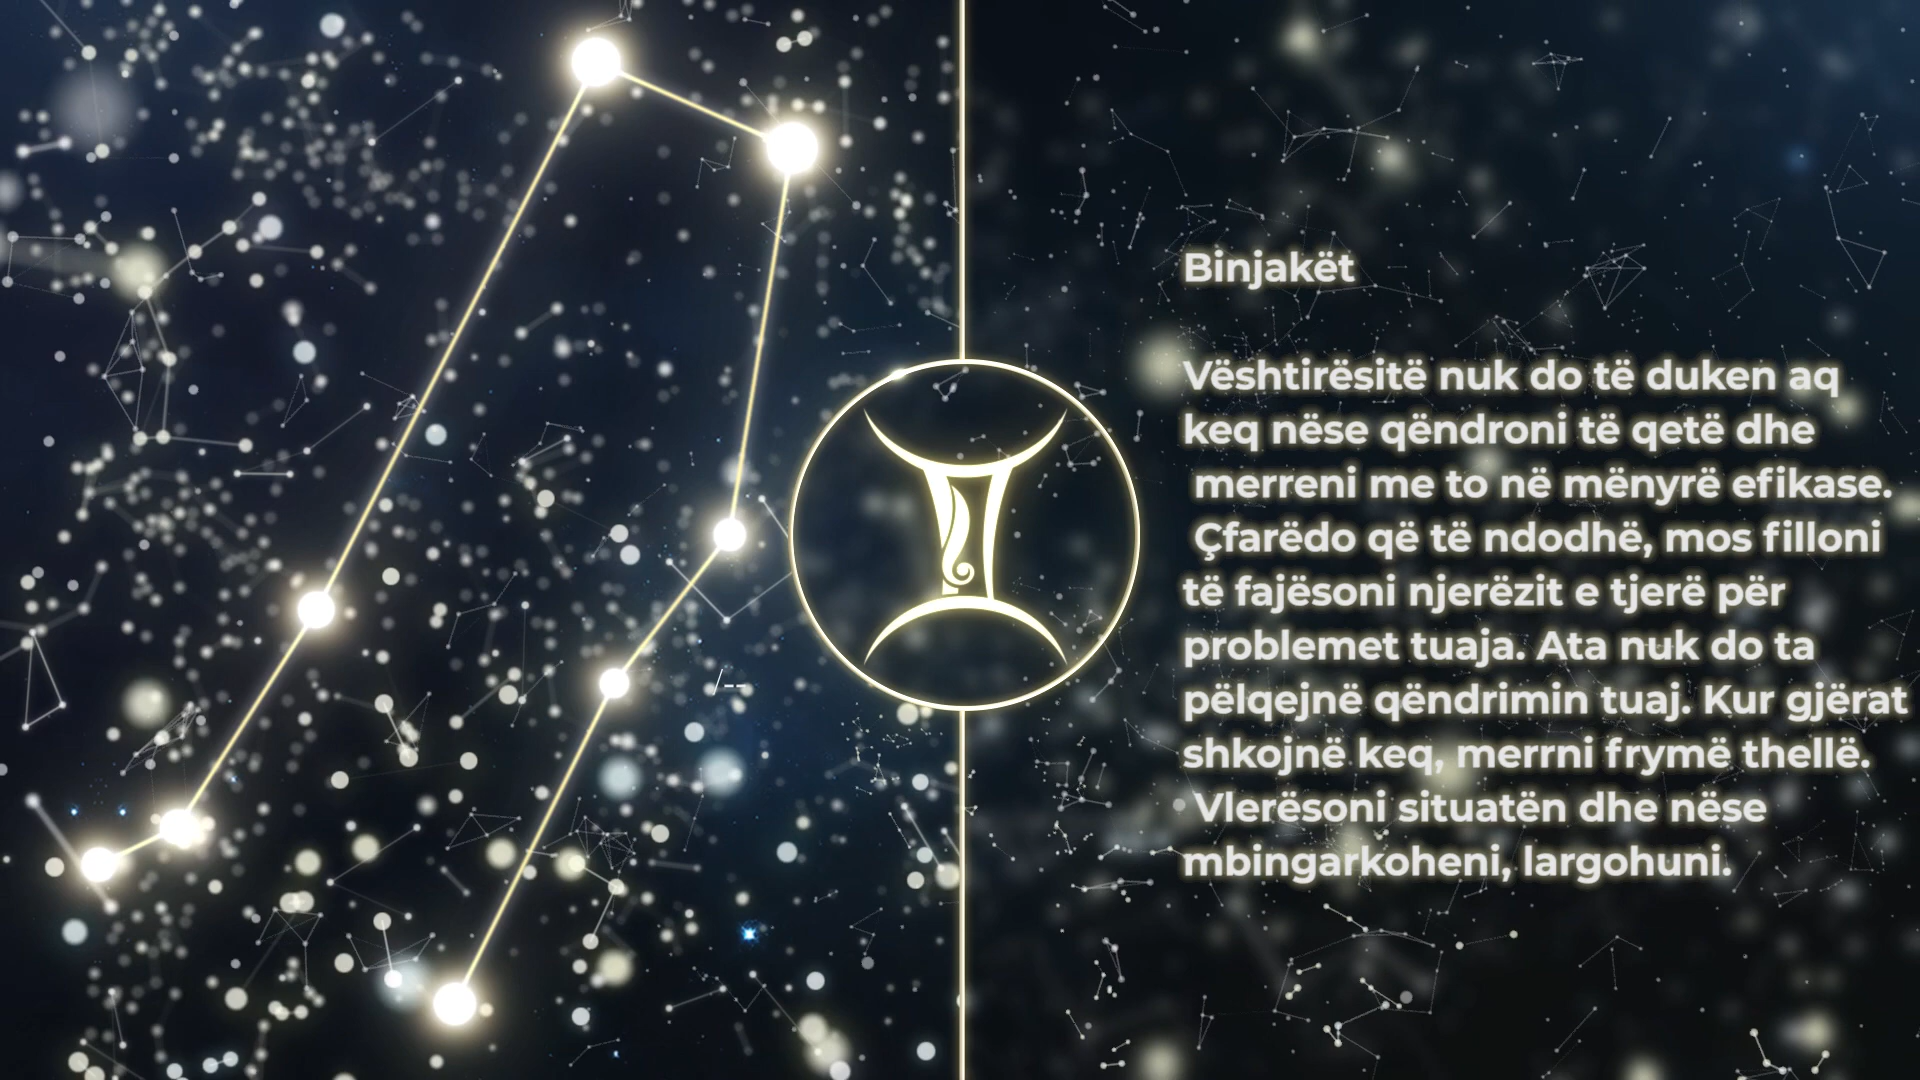 Binjakët
Vështirësitë nuk do të duken aq
keq nëse qëndroni të qetë dhe
merreni me to në mënyrë efikase.
Çfarëdo që të ndodhë, mos filloni
të fajësoni njerëzit e tjerë për
problemet tuaja. Ata nuk do ta
pëlqejnë qëndrimin tuaj. Kur gjërat
shkojnë keq, merrni frymë thellë.
Vlerësoni situatën dhe nëse
mbingarkoheni, largohuni.